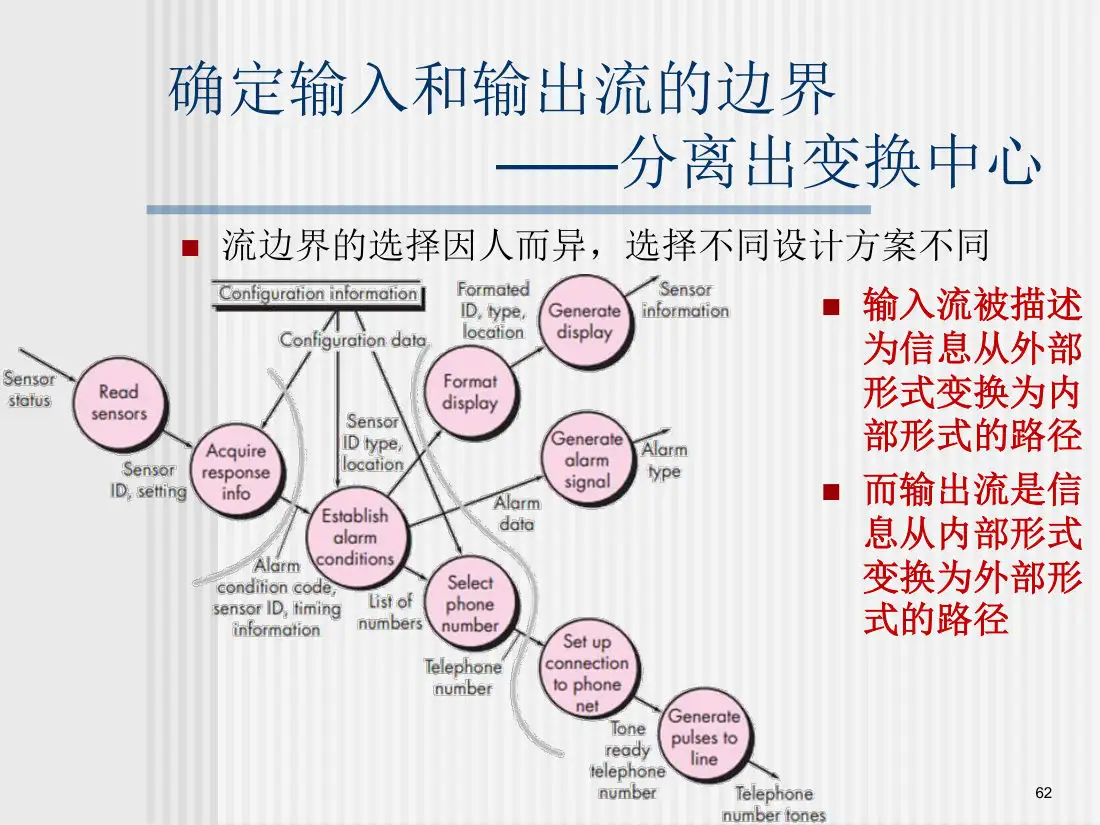 确定输入和输出流的边界
——分离出变换中心
■ 流边界的选择因人而异，选择不同设计方案不同
Configuration information
Configuration data
Formated
ID, type,
location
Generate
display
Sensor
information
Sensor
status
Read
sensors
Format
display
Sensor
ID type,
location
Acquire
response
info
Sensor
ID, setting
Generate
alarm
signal
Alarm
type
Establish
alarm
conditions
Alarm
data
Alarm
condition code,
sensor ID, timing
information
List of
numbers
Select
phone
number
Telephone
number
Set up
connection
to phone
net
Tone
ready
telephone
number
Generate
pulses to
line
Telephone
number tones
■ 输入流被描述
为信息从外部
形式变换为内
部形式的路径
■ 而输出流是信
息从内部形式
变换为外部形
式的路径
62